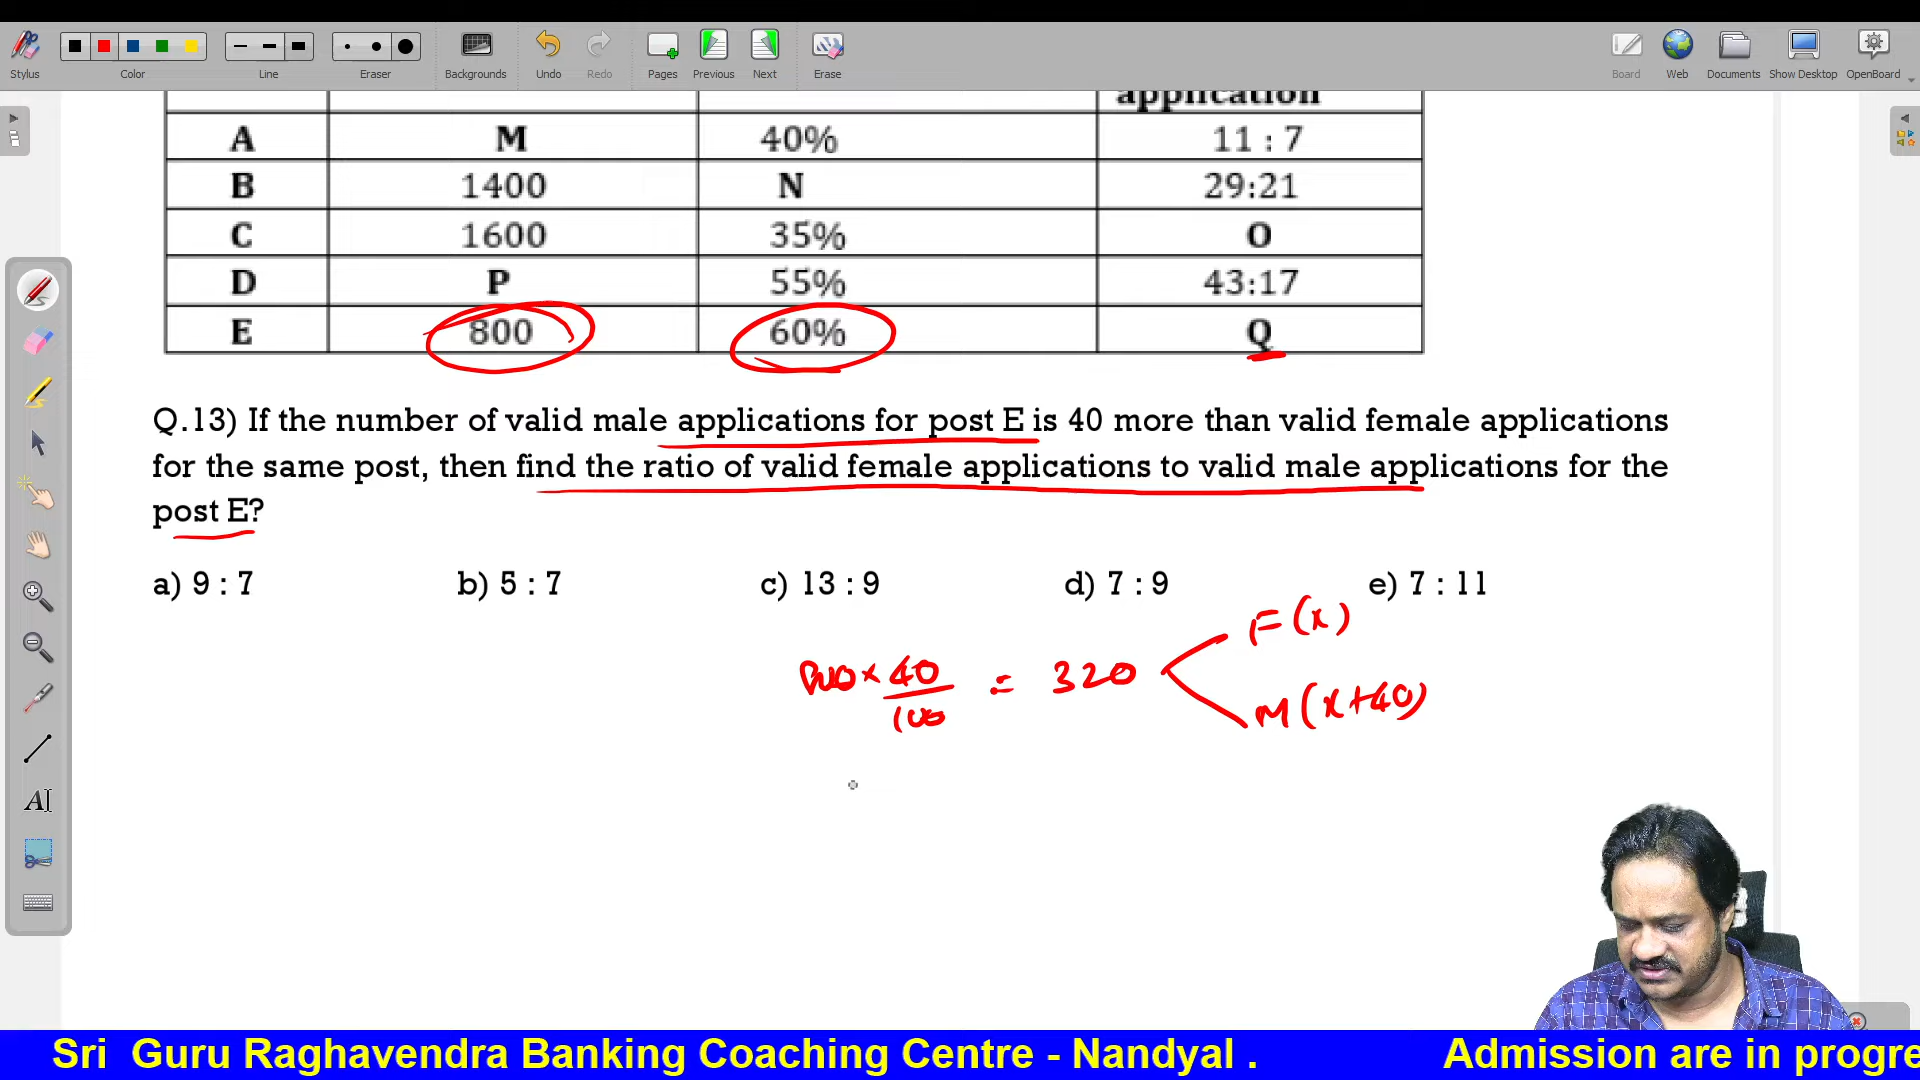 Stylus Color Line Eraser Backgrounds Undo Redo Pages Previous Next Erase Board Web Documents Show Desktop OpenBoard
application
A M 40% 11 : 7
B 1400 N 29:21
C 1600 35% O
D P 55% 43:17
E 800 60% Q
Q.13) If the number of valid male applications for post E is 40 more than valid female applications
for the same post, then find the ratio of valid female applications to valid male applications for the
post E?
a) 9 : 7 b) 5 : 7 c) 13 : 9 d) 7 : 9 e) 7 : 11
F (x)
800 × 40/100 = 320
M (x+40)
Sri Guru Raghavendra Banking Coaching Centre - Nandyal . Admission are in progre